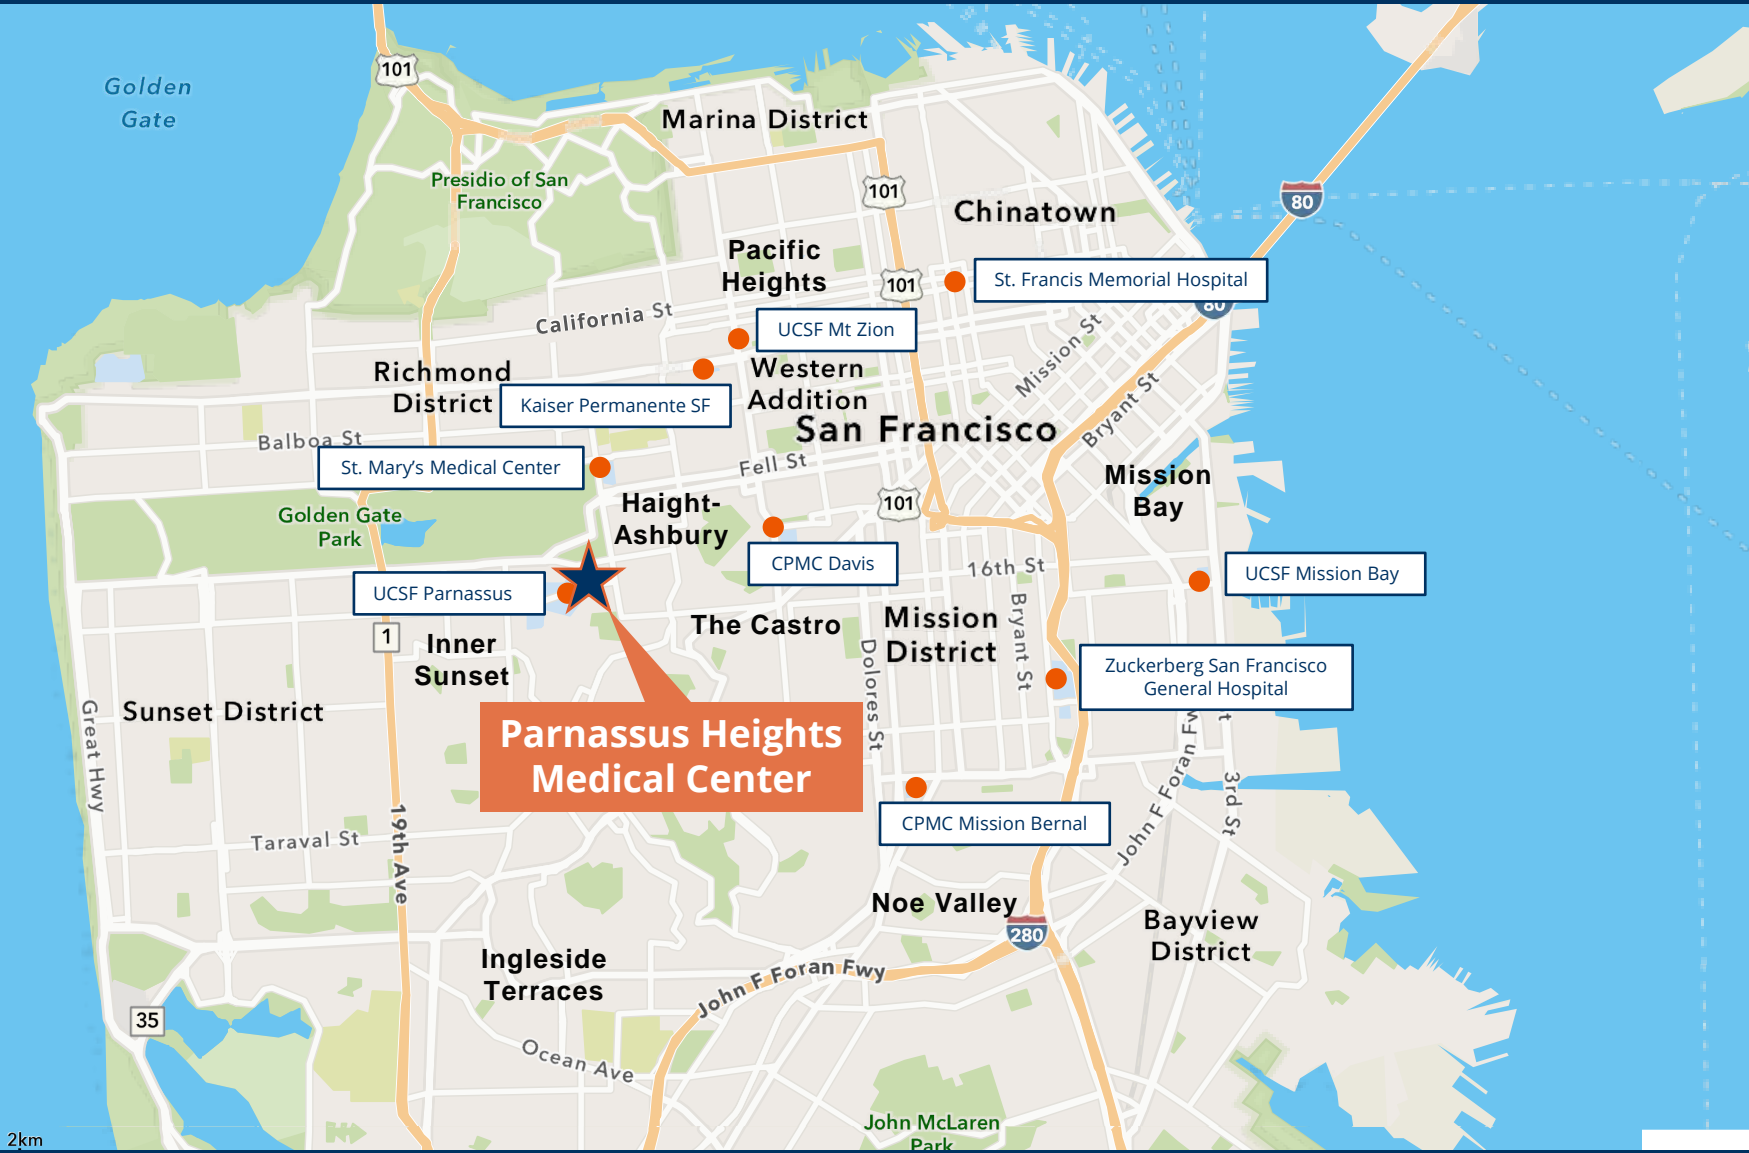 101
Golden
Gate
Marina District
Presidio of San
Francisco
101
80
Chinatown
Pacific
Heights
St. Francis Memorial Hospital
101
80
California St
UCSF Mt Zion
Mission St
Richmond
District
Western
Addition
Kaiser Permanente SF
Bryant St
San Francisco
Balboa St
St. Mary's Medical Center
Fell St
Mission
Bay
Haight-
Ashbury
101
Golden Gate
Park
CPMC Davis
16th St
UCSF Mission Bay
UCSF Parnassus
Bryant St
The Castro
Mission
District
1
Inner
Sunset
Dolores St
Zuckerberg San Francisco
General Hospital
Great Hwy
Sunset District
Parnassus Heights
Medical Center
John F Foran Fw
t
3rd St
CPMC Mission Bernal
Taraval St
19th Ave
Noe Valley
280
Bayview
District
Ingleside
Terraces
John F Foran Fwy
35
Ocean Ave
John McLaren
Park
2km